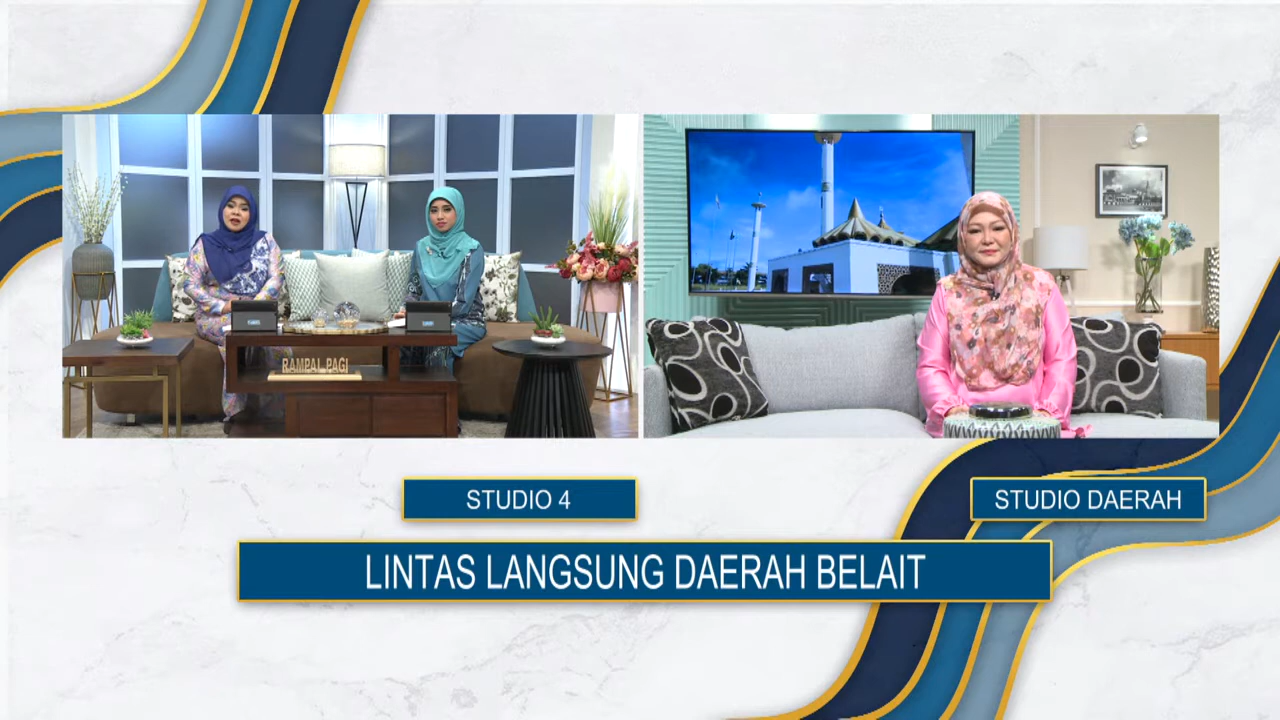 RAMPAL PAGI
STUDIO 4
STUDIO DAERAH
LINTAS LANGSUNG DAERAH BELAIT